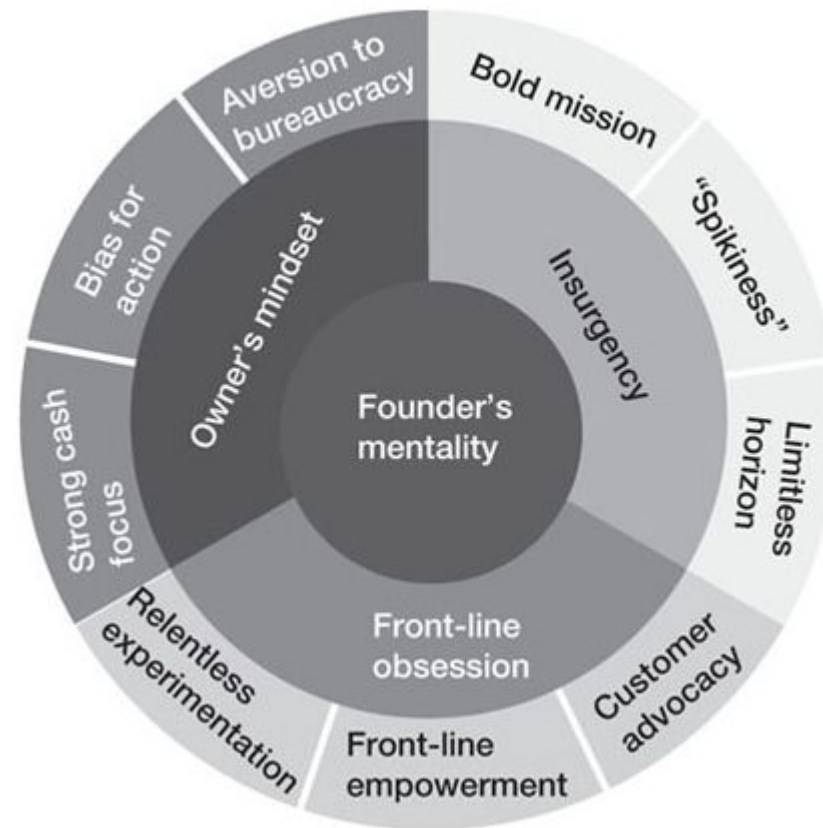 Founder's
mentality
Insurgency
Bold mission
“Spikiness”
Limitless
horizon
Front-line
obsession
Customer
advocacy
Front-line
empowerment
Relentless
experimentation
Owner's mindset
Strong cash
focus
Bias for
action
Aversion to
bureaucracy